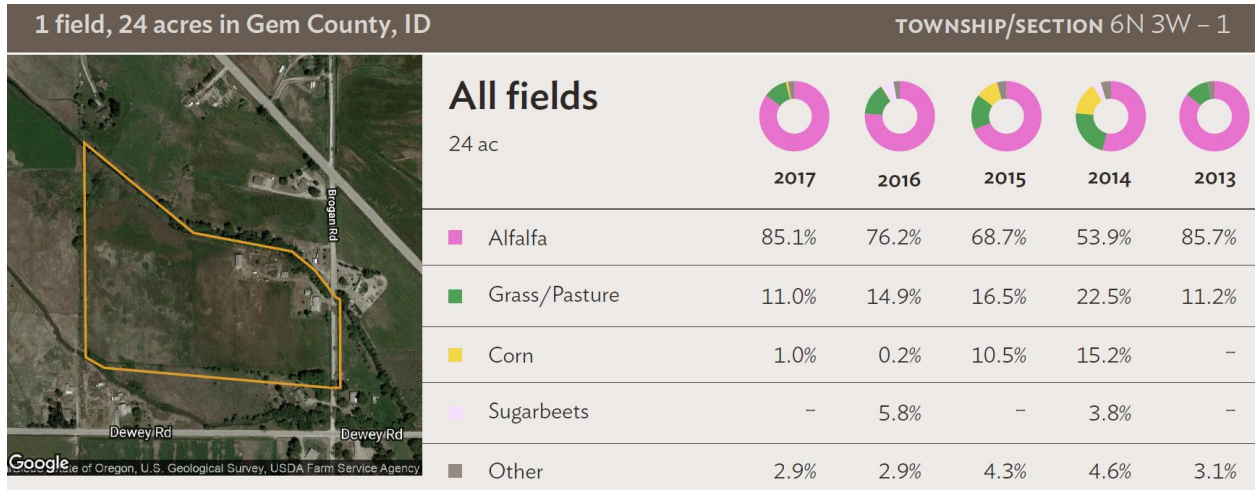 1 field, 24 acres in Gem County, ID
TOWNSHIP/SECTION 6N 3W – 1
All fields
24 ac
2017 2016 2015 2014 2013
Alfalfa 85.1% 76.2% 68.7% 53.9% 85.7%
Grass/Pasture 11.0% 14.9% 16.5% 22.5% 11.2%
Corn 1.0% 0.2% 10.5% 15.2% –
Sugarbeets – 5.8% – 3.8% –
Other 2.9% 2.9% 4.3% 4.6% 3.1%
Brogan Rd
Dewey Rd Dewey Rd
Google te of Oregon, U.S. Geological Survey, USDA Farm Service Agency